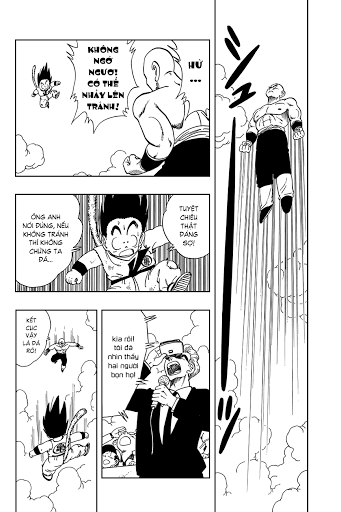 HỪ
...
KHÔNG
NGỜ
NGƯƠI
CÓ THỂ
NHẢY LÊN
TRÁNH!
TUYỆT
CHIÊU
THẬT
ĐÁNG
SỢ!
ÔNG ANH
NÓI ĐÚNG, NẾU
KHÔNG TRÁNH
THÌ KHÔNG
CHỪNG TA
ĐÃ...
kìa rồi!
tôi đã
nhìn thấy
hai người
bọn họ!
KẾT
CỤC
VẬY
LÀ ĐÃ
RÕ!